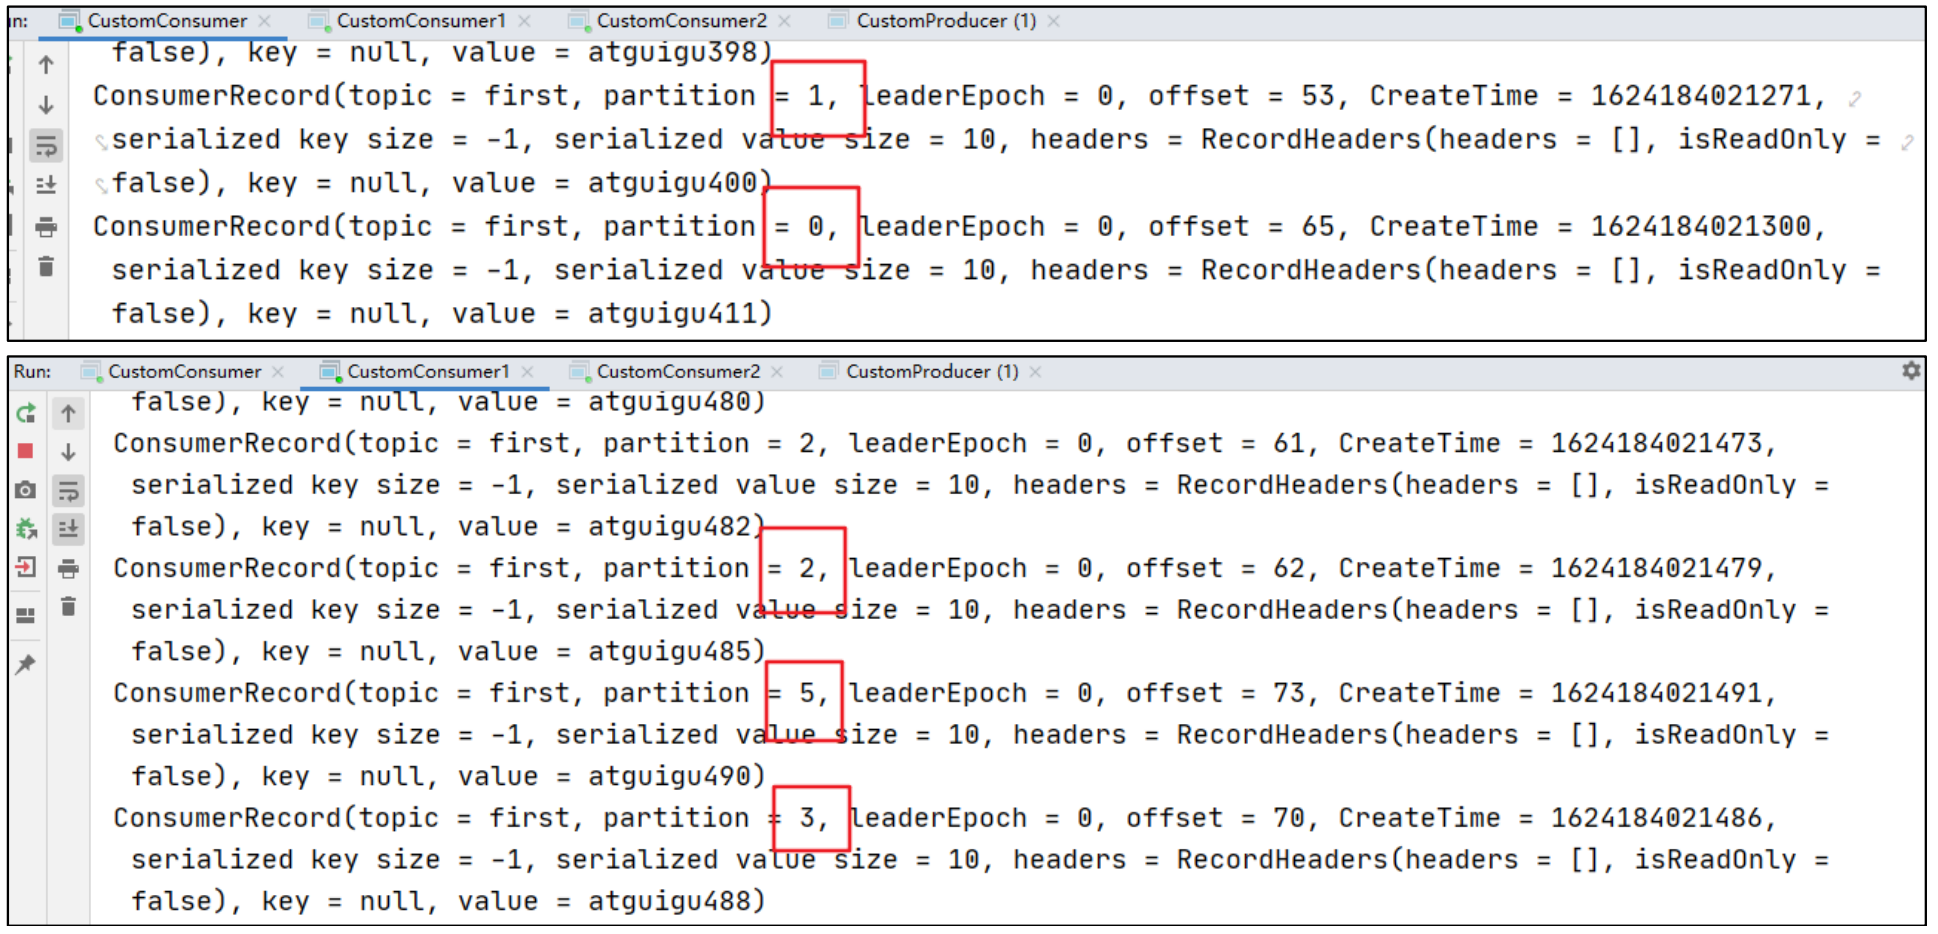 n: CustomConsumer × CustomConsumer1 × CustomConsumer2 × CustomProducer (1) ×
false), key = null, value = atguigu398)
ConsumerRecord(topic = first, partition = 1, leaderEpoch = 0, offset = 53, CreateTime = 1624184021271,
serialized key size = -1, serialized value size = 10, headers = RecordHeaders(headers = [], isReadOnly =
false), key = null, value = atguigu400)
ConsumerRecord(topic = first, partition = 0, leaderEpoch = 0, offset = 65, CreateTime = 1624184021300,
serialized key size = -1, serialized value size = 10, headers = RecordHeaders(headers = [], isReadOnly =
false), key = null, value = atguigu411)
Run: CustomConsumer × CustomConsumer1 × CustomConsumer2 × CustomProducer (1) ×
false), key = null, value = atguigu480)
ConsumerRecord(topic = first, partition = 2, leaderEpoch = 0, offset = 61, CreateTime = 1624184021473,
serialized key size = -1, serialized value size = 10, headers = RecordHeaders(headers = [], isReadOnly =
false), key = null, value = atguigu482)
ConsumerRecord(topic = first, partition = 2, leaderEpoch = 0, offset = 62, CreateTime = 1624184021479,
serialized key size = -1, serialized value size = 10, headers = RecordHeaders(headers = [], isReadOnly =
false), key = null, value = atguigu485)
ConsumerRecord(topic = first, partition = 5, leaderEpoch = 0, offset = 73, CreateTime = 1624184021491,
serialized key size = -1, serialized value size = 10, headers = RecordHeaders(headers = [], isReadOnly =
false), key = null, value = atguigu490)
ConsumerRecord(topic = first, partition = 3, leaderEpoch = 0, offset = 70, CreateTime = 1624184021486,
serialized key size = -1, serialized value size = 10, headers = RecordHeaders(headers = [], isReadOnly =
false), key = null, value = atguigu488)